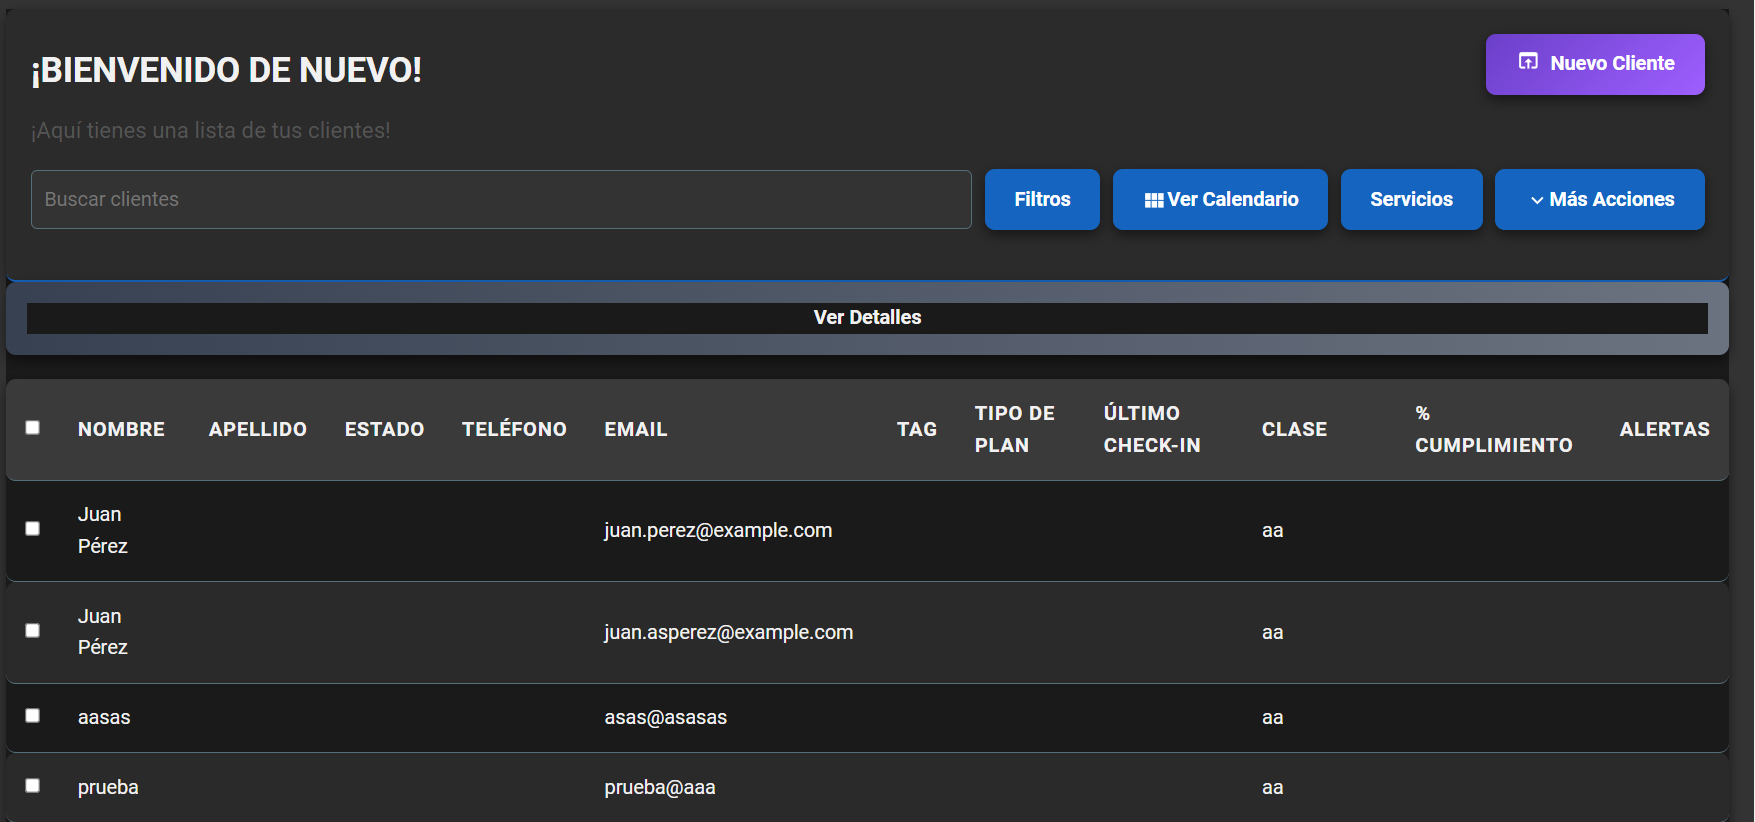 ¡BIENVENIDO DE NUEVO!
Nuevo Cliente
¡Aquí tienes una lista de tus clientes!
Buscar clientes
Filtros
Ver Calendario
Servicios
Más Acciones
Ver Detalles
NOMBRE APELLIDO ESTADO TELÉFONO EMAIL TAG TIPO DE PLAN ÚLTIMO CHECK-IN CLASE % CUMPLIMIENTO ALERTAS
Juan Pérez juan.perez@example.com aa
Juan Pérez juan.asperez@example.com aa
aasas asas@asasas aa
prueba prueba@aaa aa